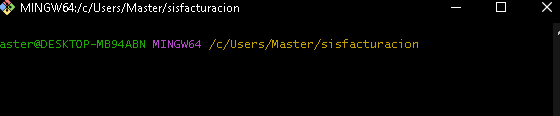 MINGW64:/c/Users/Master/sisfacturacion
aster@DESKTOP-MB94ABN MINGW64 /c/Users/Master/sisfacturacion